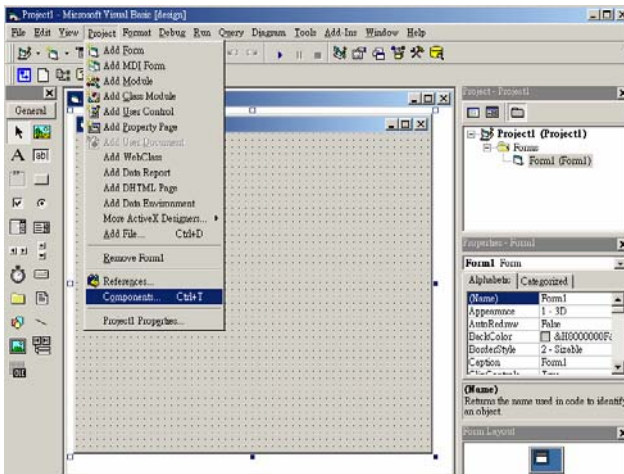 Project1 - Microsoft Visual Basic [design]
File Edit View Project Format Debug Run Query Diagram Tools Add-Ins Window Help
Add Form
Add MDI Form
Add Module
Add Class Module
Add User Control
Add Property Page
Add User Document
Add WebClass
Add Data Report
Add DHTML Page
Add Data Environment
More ActiveX Designers...
Add File... Ctrl+D
Remove Form1
References...
Components... Ctrl+T
Project1 Properties...
General
A ab|
OLE
Project - Project1
Project1 (Project1)
Forms
Form1 (Form1)
Properties - Form1
Form1 Form
Alphabetic Categorized
(Name) Form1
Appearance 1 - 3D
AutoRedraw False
BackColor &H8000000F&
BorderStyle 2 - Sizable
Caption Form1
ClipControls True
(Name)
Returns the name used in code to identify
an object.
Form Layout